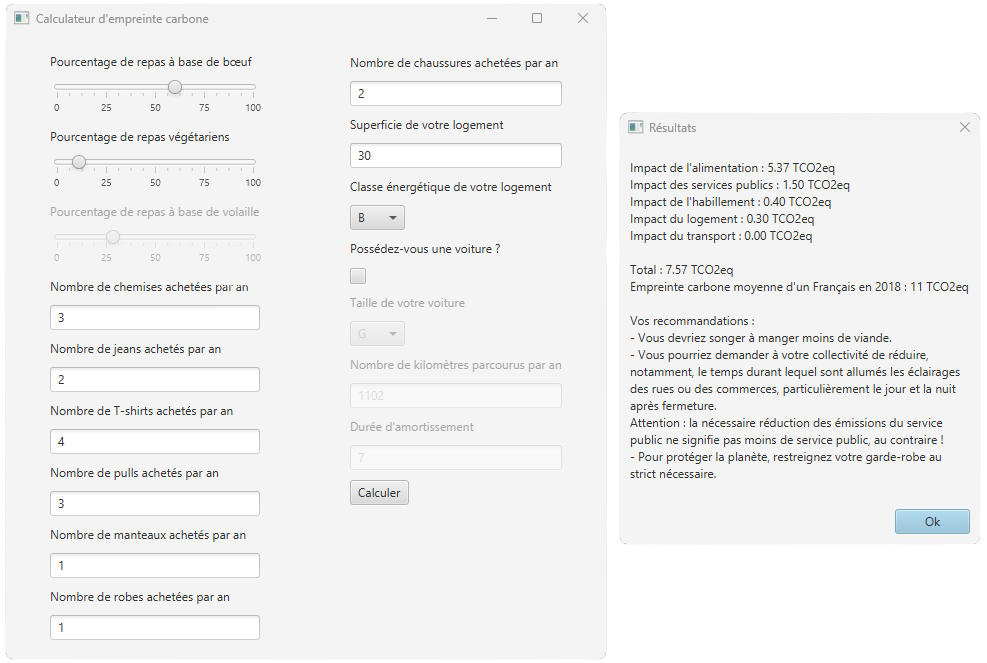 Calculateur d'empreinte carbone
Pourcentage de repas à base de bœuf
0 25 50 75 100
Pourcentage de repas végétariens
0 25 50 75 100
Pourcentage de repas à base de volaille
0 25 50 75 100
Nombre de chemises achetées par an
3
Nombre de jeans achetés par an
2
Nombre de T-shirts achetés par an
4
Nombre de pulls achetés par an
3
Nombre de manteaux achetés par an
1
Nombre de robes achetées par an
1
Nombre de chaussures achetées par an
2
Superficie de votre logement
30
Classe énergétique de votre logement
B
Possédez-vous une voiture ?
Taille de votre voiture
G
Nombre de kilomètres parcourus par an
1102
Durée d'amortissement
7
Calculer
Résultats
Impact de l'alimentation : 5.37 TCO2eq
Impact des services publics : 1.50 TCO2eq
Impact de l'habillement : 0.40 TCO2eq
Impact du logement : 0.30 TCO2eq
Impact du transport : 0.00 TCO2eq
Total : 7.57 TCO2eq
Empreinte carbone moyenne d'un Français en 2018 : 11 TCO2eq
Vos recommandations :
- Vous devriez songer à manger moins de viande.
- Vous pourriez demander à votre collectivité de réduire,
notamment, le temps durant lequel sont allumés les éclairages
des rues ou des commerces, particulièrement le jour et la nuit
après fermeture.
Attention : la nécessaire réduction des émissions du service
public ne signifie pas moins de service public, au contraire !
- Pour protéger la planète, restreignez votre garde-robe au
strict nécessaire.
Ok